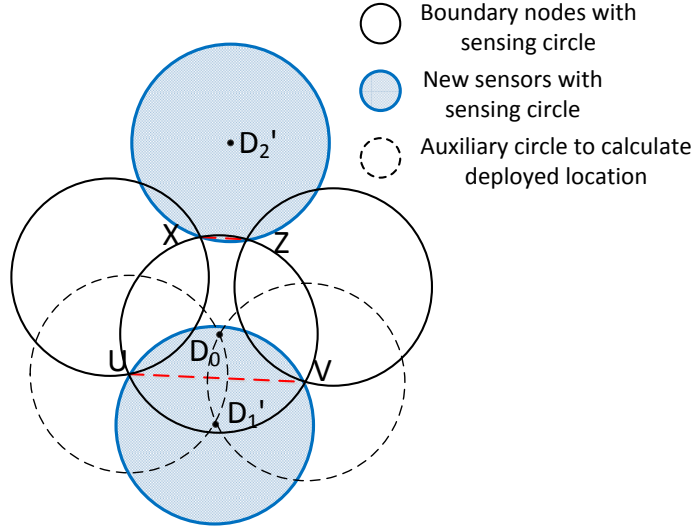 Boundary nodes with
sensing circle
New sensors with
sensing circle
Auxiliary circle to calculate
deployed location
D₂'
X
Z
D₀
U
V
D₁'